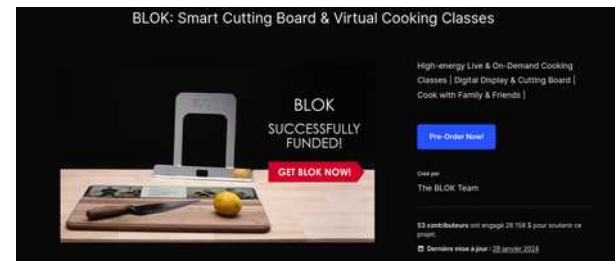 BLOK: Smart Cutting Board & Virtual Cooking Classes
BLOK
SUCCESSFULLY
FUNDED!
GET BLOK NOW!
High-energy Live & On-Demand Cooking
Classes | Digital Display & Cutting Board |
Cook with Family & Friends |
Pre-Order Now!
Créé par
The BLOK Team
53 contributeurs ont engagé 28 158 $ pour soutenir ce
projet.
Dernière mise à jour : 28 janvier 2024